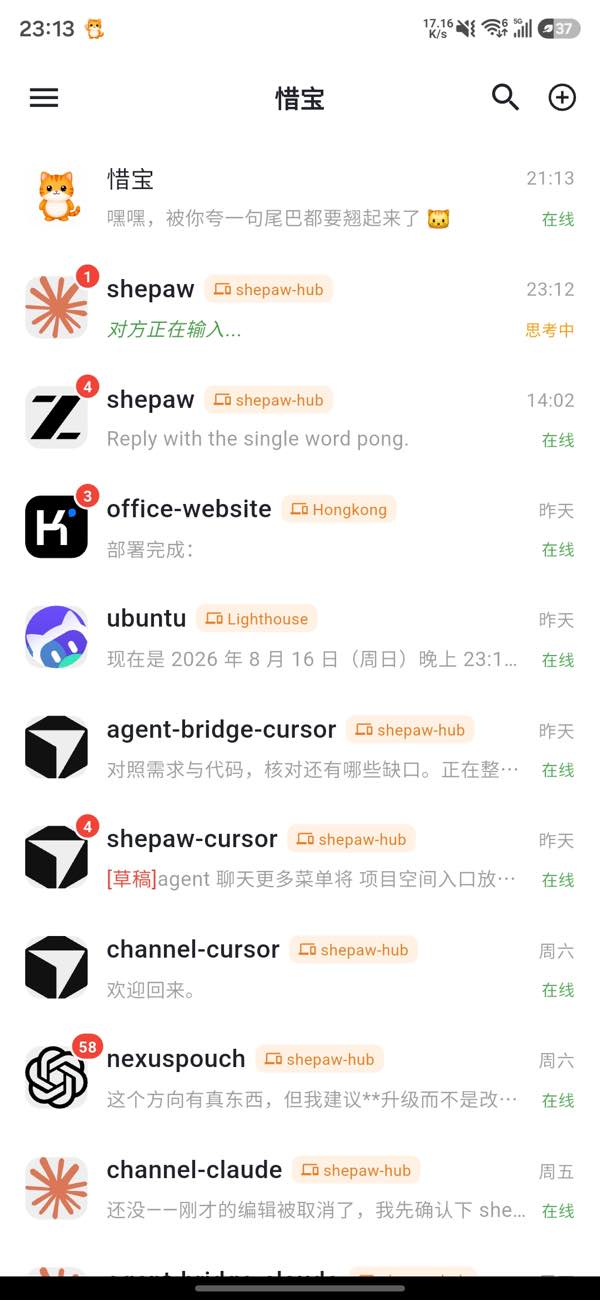 23:13
17.16 K/s 6 5G 37
惜宝
惜宝 21:13
嘿嘿，被你夸一句尾巴都要翘起来了 在线
1
shepaw shepaw-hub 23:12
对方正在输入... 思考中
4
shepaw shepaw-hub 14:02
Reply with the single word pong. 在线
3
office-website Hongkong 昨天
部署完成： 在线
ubuntu Lighthouse 昨天
现在是 2026 年 8 月 16 日（周日）晚上 23:1... 在线
agent-bridge-cursor shepaw-hub 昨天
对照需求与代码，核对还有哪些缺口。正在整… 在线
4
shepaw-cursor shepaw-hub 昨天
[草稿]agent 聊天更多菜单将 项目空间入口放… 在线
channel-cursor shepaw-hub 周六
欢迎回来。 在线
58
nexuspouch shepaw-hub 周六
这个方向有真东西，但我建议**升级而不是改… 在线
channel-claude shepaw-hub 周五
还没——刚才的编辑被取消了，我先确认下 she... 在线